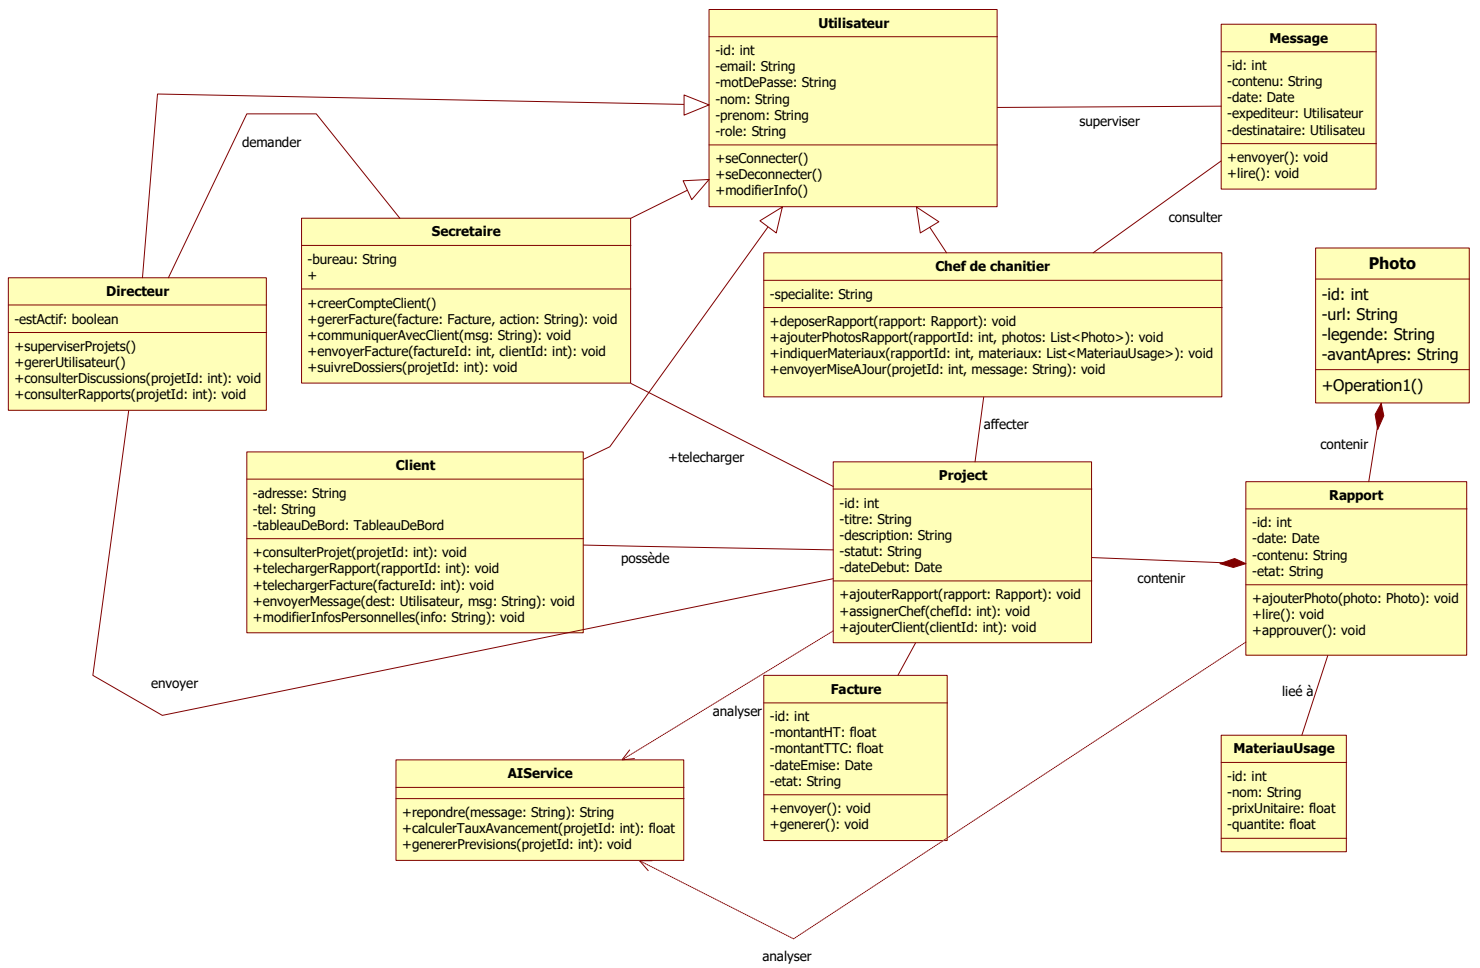 Utilisateur
-id: int
-email: String
-motDePasse: String
-nom: String
-prenom: String
-role: String
+seConnecter()
+seDeconnecter()
+modifierInfo()
Message
-id: int
-contenu: String
-date: Date
-expediteur: Utilisateur
-destinataire: Utilisateu
+envoyer(): void
+lire(): void
superviser
demander
consulter
Secretaire
-bureau: String
+
+creerCompteClient()
+gererFacture(facture: Facture, action: String): void
+communiquerAvecClient(msg: String): void
+envoyerFacture(factureId: int, clientId: int): void
+suivreDossiers(projetId: int): void
Chef de chanitier
-specialite: String
+deposerRapport(rapport: Rapport): void
+ajouterPhotosRapport(rapportId: int, photos: List<Photo>): void
+indiquerMateriaux(rapportId: int, materiaux: List<MateriauUsage>): void
+envoyerMiseAJour(projetId: int, message: String): void
Photo
-id: int
-url: String
-legende: String
-avantApres: String
+Operation1()
Directeur
-estActif: boolean
+superviserProjets()
+gererUtilisateur()
+consulterDiscussions(projetId: int): void
+consulterRapports(projetId: int): void
affecter
contenir
+telecharger
Client
-adresse: String
-tel: String
-tableauDeBord: TableauDeBord
+consulterProjet(projetId: int): void
+telechargerRapport(rapportId: int): void
+telechargerFacture(factureId: int): void
+envoyerMessage(dest: Utilisateur, msg: String): void
+modifierInfosPersonnelles(info: String): void
possède
Project
-id: int
-titre: String
-description: String
-statut: String
-dateDebut: Date
+ajouterRapport(rapport: Rapport): void
+assignerChef(chefId: int): void
+ajouterClient(clientId: int): void
contenir
Rapport
-id: int
-date: Date
-contenu: String
-etat: String
+ajouterPhoto(photo: Photo): void
+lire(): void
+approuver(): void
envoyer
analyser
lieé à
Facture
-id: int
-montantHT: float
-montantTTC: float
-dateEmise: Date
-etat: String
+envoyer(): void
+generer(): void
MateriauUsage
-id: int
-nom: String
-prixUnitaire: float
-quantite: float
AIService
+repondre(message: String): String
+calculerTauxAvancement(projetId: int): float
+genererPrevisions(projetId: int): void
analyser